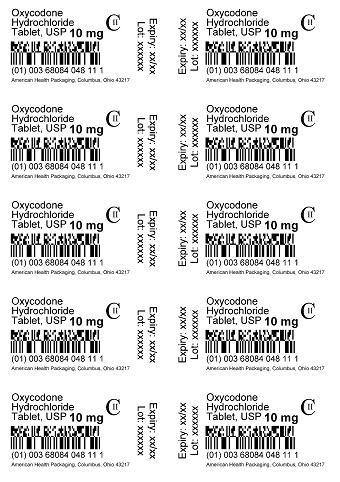 Oxycodone
Hydrochloride
Tablet, USP 10 mg CII
(01) 003 68084 048 11 1
American Health Packaging, Columbus, Ohio 43217
Expiry: xx/xx
Lot: xxxxxx
Expiry: xx/xx
Lot: xxxxxx
Oxycodone
Hydrochloride
Tablet, USP 10 mg CII
(01) 003 68084 048 11 1
American Health Packaging, Columbus, Ohio 43217
Oxycodone
Hydrochloride
Tablet, USP 10 mg CII
(01) 003 68084 048 11 1
American Health Packaging, Columbus, Ohio 43217
Expiry: xx/xx
Lot: xxxxxx
Expiry: xx/xx
Lot: xxxxxx
Oxycodone
Hydrochloride
Tablet, USP 10 mg CII
(01) 003 68084 048 11 1
American Health Packaging, Columbus, Ohio 43217
Oxycodone
Hydrochloride
Tablet, USP 10 mg CII
(01) 003 68084 048 11 1
American Health Packaging, Columbus, Ohio 43217
Expiry: xx/xx
Lot: xxxxxx
Expiry: xx/xx
Lot: xxxxxx
Oxycodone
Hydrochloride
Tablet, USP 10 mg CII
(01) 003 68084 048 11 1
American Health Packaging, Columbus, Ohio 43217
Oxycodone
Hydrochloride
Tablet, USP 10 mg CII
(01) 003 68084 048 11 1
American Health Packaging, Columbus, Ohio 43217
Expiry: xx/xx
Lot: xxxxxx
Expiry: xx/xx
Lot: xxxxxx
Oxycodone
Hydrochloride
Tablet, USP 10 mg CII
(01) 003 68084 048 11 1
American Health Packaging, Columbus, Ohio 43217
Oxycodone
Hydrochloride
Tablet, USP 10 mg CII
(01) 003 68084 048 11 1
American Health Packaging, Columbus, Ohio 43217
Expiry: xx/xx
Lot: xxxxxx
Expiry: xx/xx
Lot: xxxxxx
Oxycodone
Hydrochloride
Tablet, USP 10 mg CII
(01) 003 68084 048 11 1
American Health Packaging, Columbus, Ohio 43217